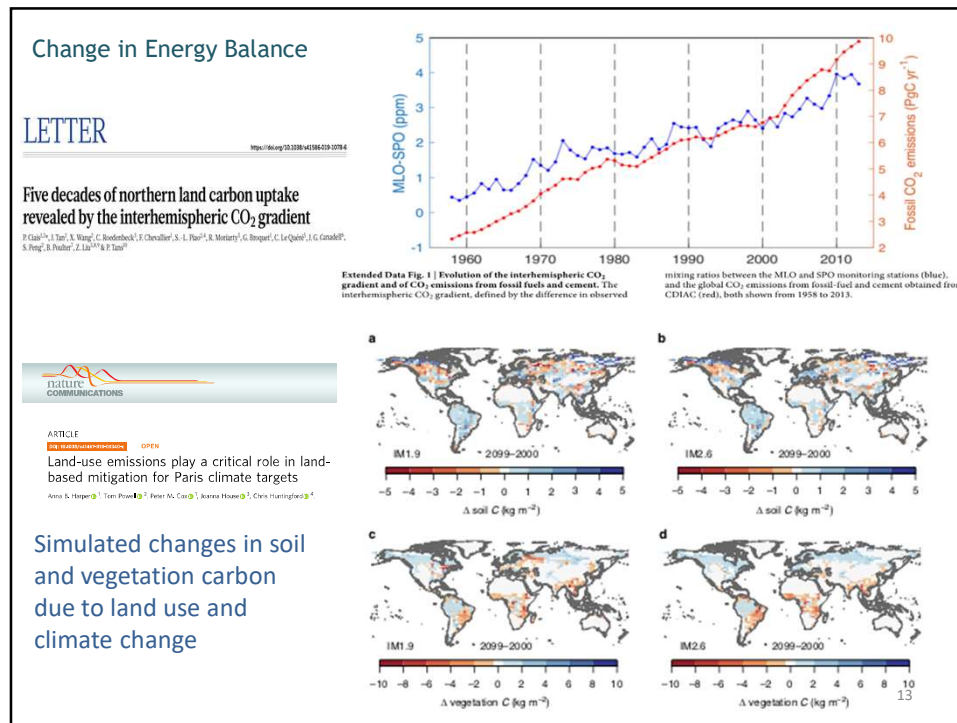 Change in Energy Balance
LETTER
Five decades of northern land carbon uptake
revealed by the interhemispheric CO2 gradient
5
4
3
2
1
0
-1
MLO-SPO (ppm)
1960
1970
1980
1990
2000
2010
10
9
8
7
6
5
4
3
2
Fossil CO2 emissions (PgC yr-1)
Extended Data Fig. 1 | Evolution of the interhemispheric CO2
gradient and of CO2 emissions from fossil fuels and cement. The
interhemispheric CO2 gradient, defined by the difference in observed
mixing ratios between the MLO and SPO monitoring stations (blue),
and the global CO2 emissions from fossil-fuel and cement obtained from
CDIAC (red), both shown from 1958 to 2013.
nature
COMMUNICATIONS
ARTICLE
OPEN
Land-use emissions play a critical role in land-
based mitigation for Paris climate targets
Anna B. Harper 1, Tom Powell 2, Peter M. Cox 1, Joanna House 3, Chris Huntingford 4,
Simulated changes in soil
and vegetation carbon
due to land use and
climate change
a
IM1.9 2099–2000
−5 −4 −3 −2 −1 0 1 2 3 4 5
Δ soil C (kg m−2)
b
IM2.6 2099–2000
−5 −4 −3 −2 −1 0 1 2 3 4 5
Δ soil C (kg m−2)
c
IM1.9 2099–2000
−10 −8 −6 −4 −2 0 2 4 6 8 10
Δ vegetation C (kg m−2)
d
IM2.6 2099–2000
−10 −8 −6 −4 −2 0 2 4 6 8 10
Δ vegetation C (kg m−2)
13